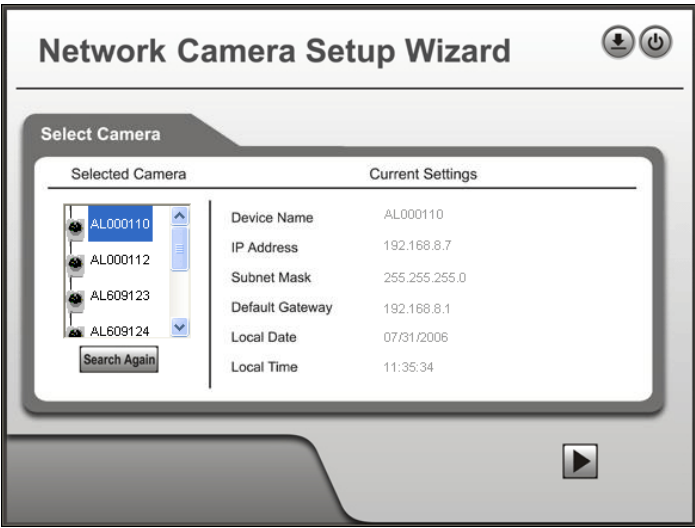 Network Camera Setup Wizard
Select Camera
Selected Camera
Current Settings
AL000110
AL000112
AL609123
AL609124
Search Again
Device Name AL000110
IP Address 192.168.8.7
Subnet Mask 255.255.255.0
Default Gateway 192.168.8.1
Local Date 07/31/2006
Local Time 11:35:34